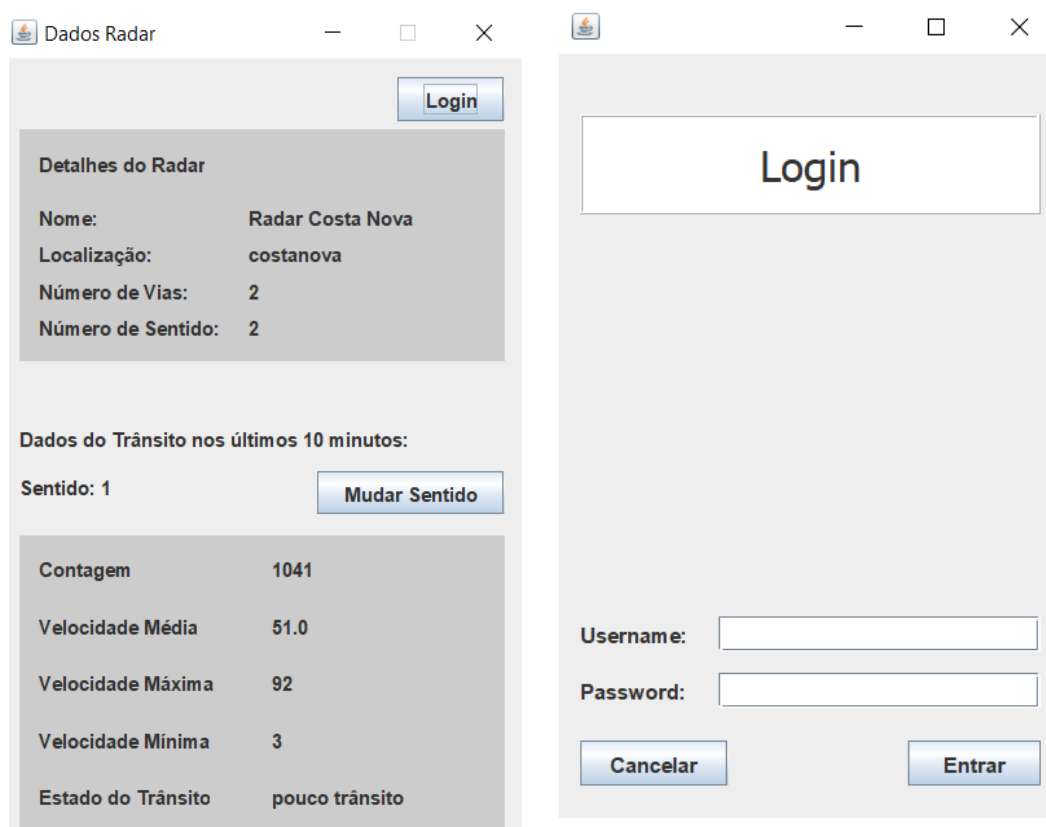 Dados Radar
Login
Detalhes do Radar
Nome: Radar Costa Nova
Localização: costanova
Número de Vias: 2
Número de Sentido: 2
Dados do Trânsito nos últimos 10 minutos:
Sentido: 1 Mudar Sentido
Contagem 1041
Velocidade Média 51.0
Velocidade Máxima 92
Velocidade Mínima 3
Estado do Trânsito pouco trânsito
Login
Username:
Password:
Cancelar Entrar